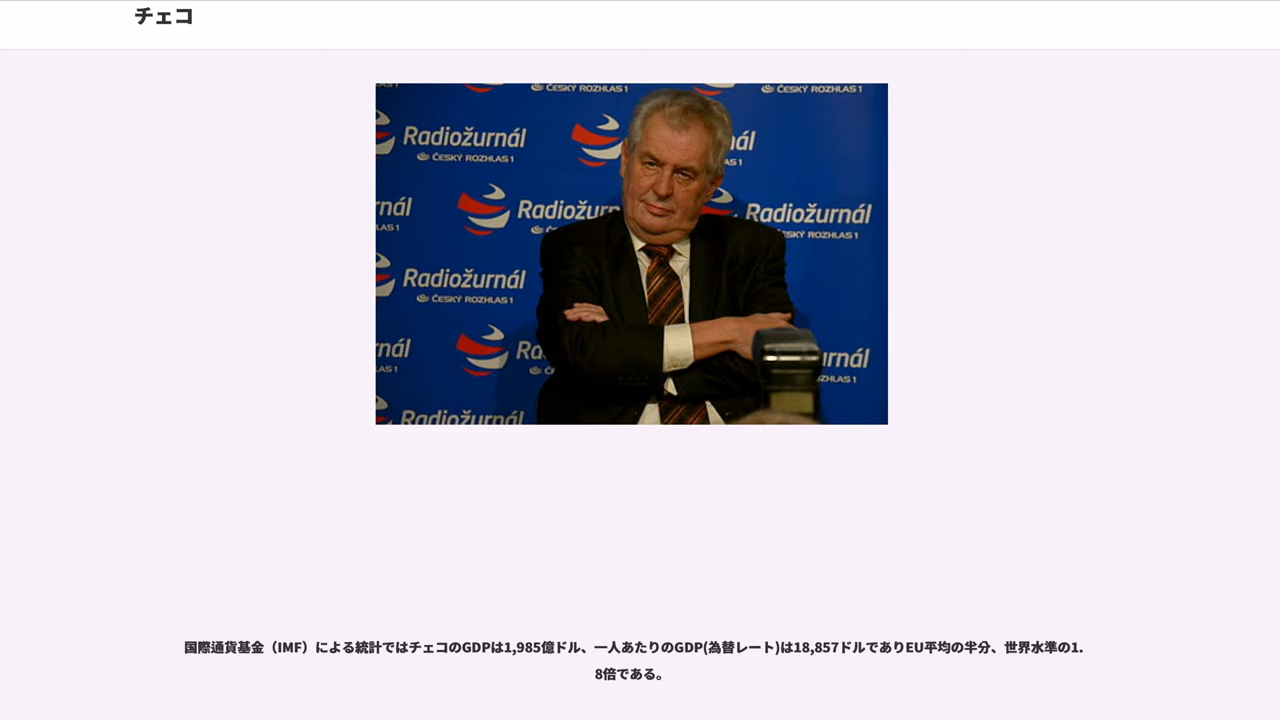 チェコ
ČESKÝ ROZHLAS 1
ČESKÝ ROZHLAS 1
Radiožurnál
ČESKÝ ROZHLAS 1
Radiožurnál
ČESKÝ ROZHLAS 1
Radiožurnál
ČESKÝ ROZHLAS 1
Radiožurnál
国際通貨基金（IMF）による統計ではチェコのGDPは1,985億ドル、一人あたりのGDP(為替レート)は18,857ドルでありEU平均の半分、世界水準の1.
8倍である。